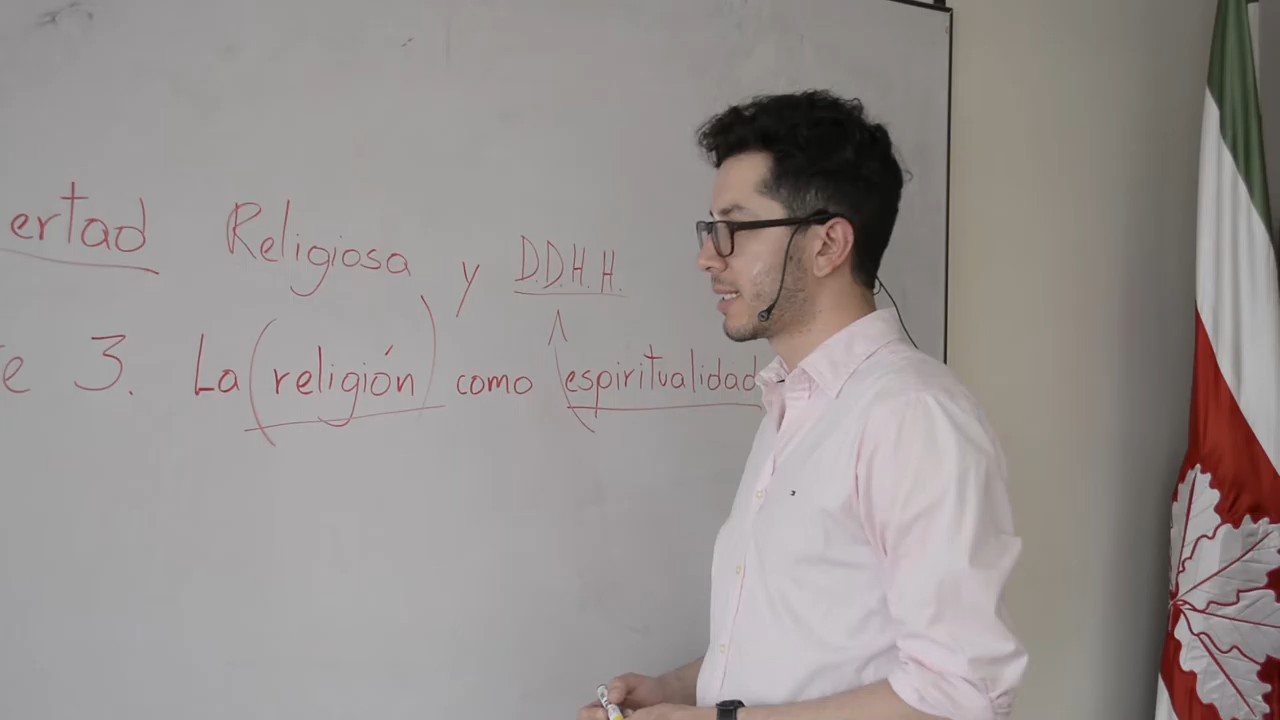 ertad Religiosa y D.D.H.H.
e 3. La (religión) como espiritualidad